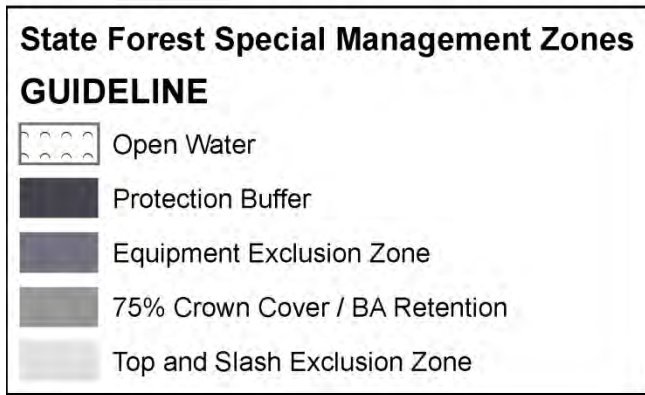 State Forest Special Management Zones
GUIDELINE
Open Water
Protection Buffer
Equipment Exclusion Zone
75% Crown Cover / BA Retention
Top and Slash Exclusion Zone